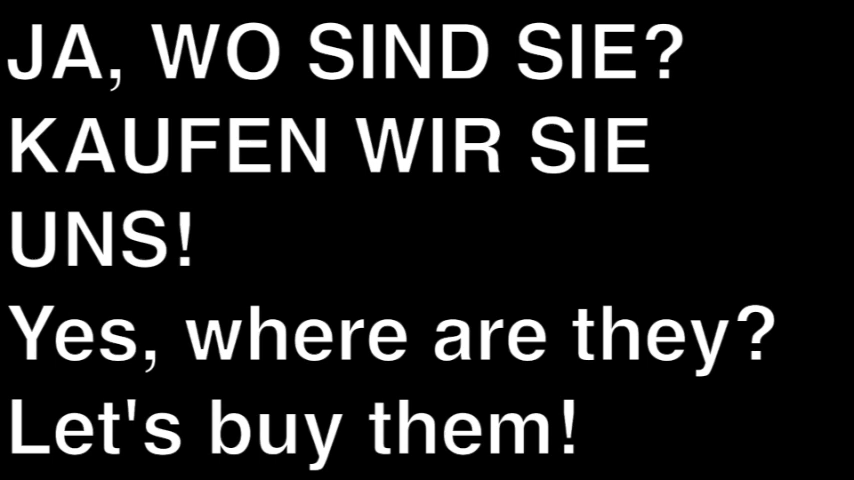 JA, WO SIND SIE?
KAUFEN WIR SIE
UNS!
Yes, where are they?
Let's buy them!